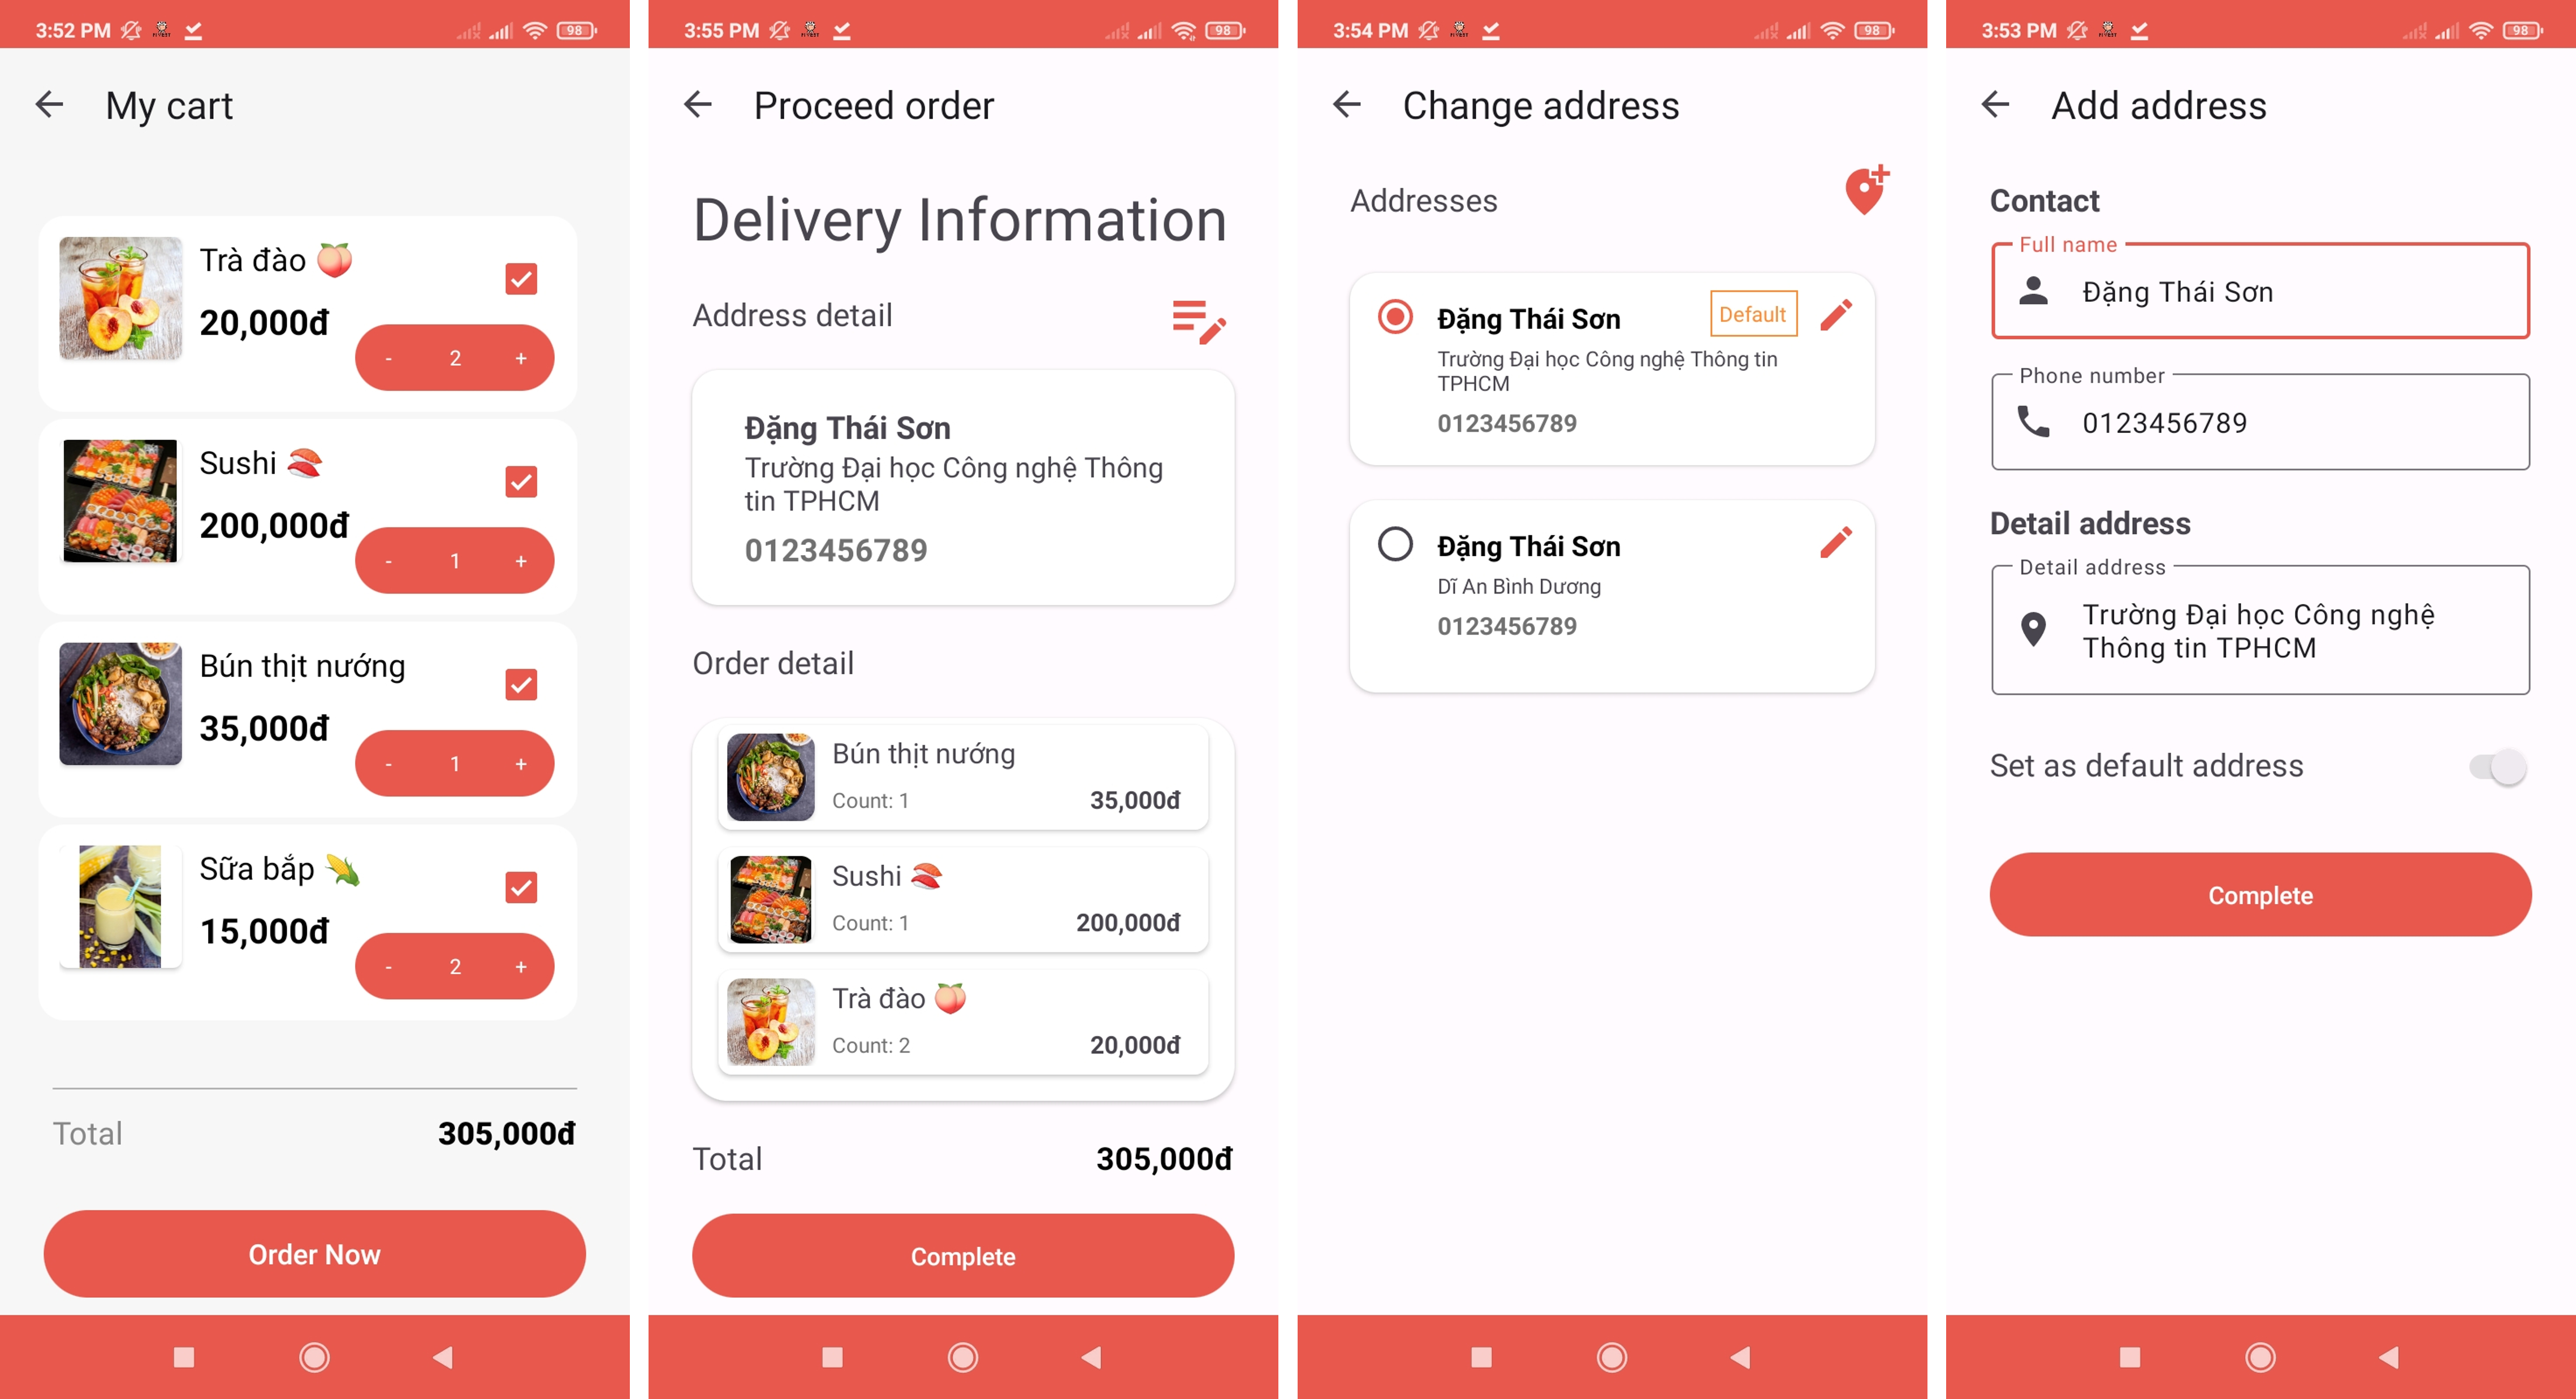 3:52 PM
98
My cart
Trà đào 🍑
20,000đ
- 2 +
Sushi 🍣
200,000đ
- 1 +
Bún thịt nướng
35,000đ
- 1 +
Sữa bắp 🌽
15,000đ
- 2 +
Total 305,000đ
Order Now
3:55 PM
98
Proceed order
Delivery Information
Address detail
Đặng Thái Sơn
Trường Đại học Công nghệ Thông
tin TPHCM
0123456789
Order detail
Bún thịt nướng
Count: 1 35,000đ
Sushi 🍣
Count: 1 200,000đ
Trà đào 🍑
Count: 2 20,000đ
Total 305,000đ
Complete
3:54 PM
98
Change address
Addresses
Đặng Thái Sơn Default
Trường Đại học Công nghệ Thông tin
TPHCM
0123456789
Đặng Thái Sơn
Dĩ An Bình Dương
0123456789
3:53 PM
98
Add address
Contact
Full name
Đặng Thái Sơn
Phone number
0123456789
Detail address
Detail address
Trường Đại học Công nghệ
Thông tin TPHCM
Set as default address
Complete